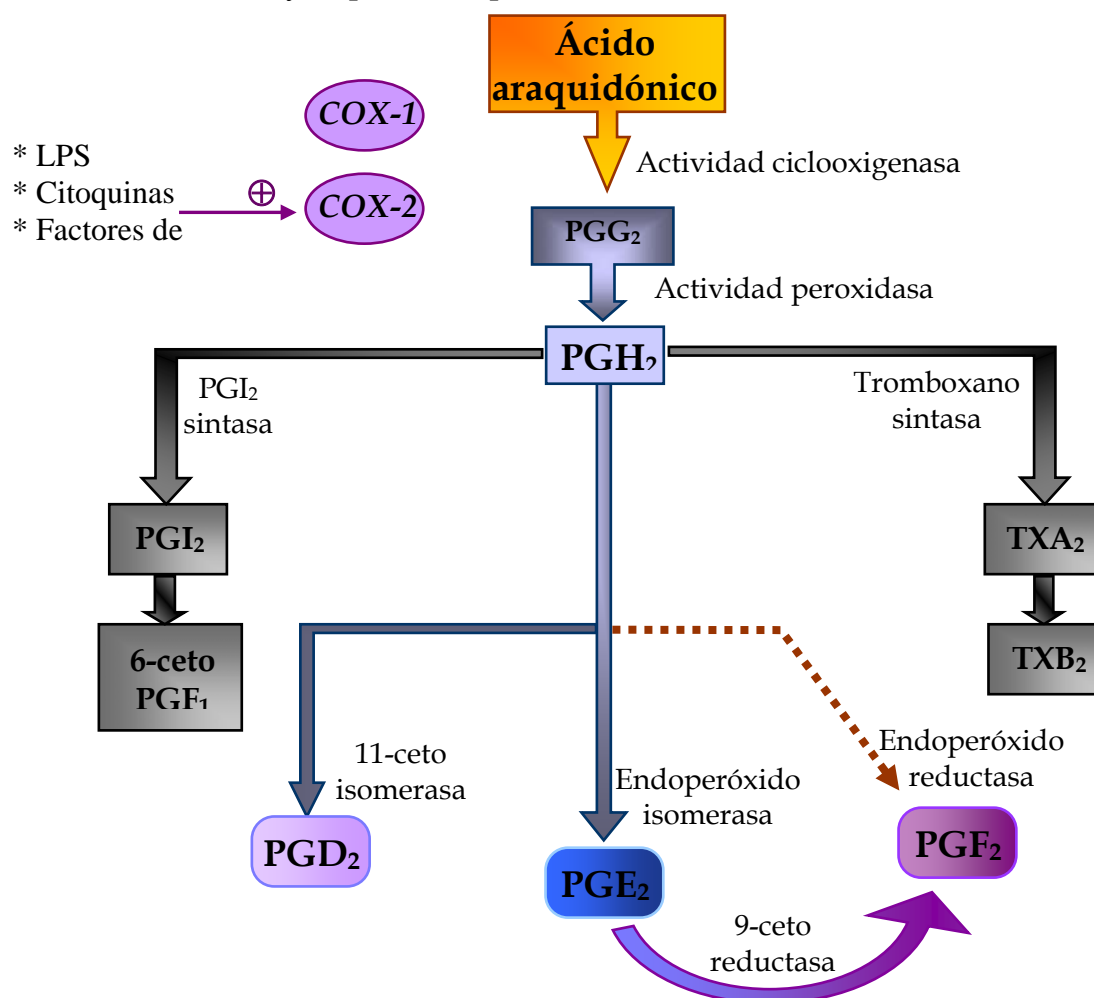 Ácido
araquidónico
COX-1
* LPS
* Citoquinas
* Factores de
COX-2
Actividad ciclooxigenasa
PGG₂
Actividad peroxidasa
PGH₂
PGI₂
sintasa
Tromboxano
sintasa
PGI₂
TXA₂
6-ceto
PGF₁
TXB₂
11-ceto
isomerasa
Endoperóxido
isomerasa
Endoperóxido
reductasa
PGD₂
PGE₂
PGF₂
9-ceto
reductasa